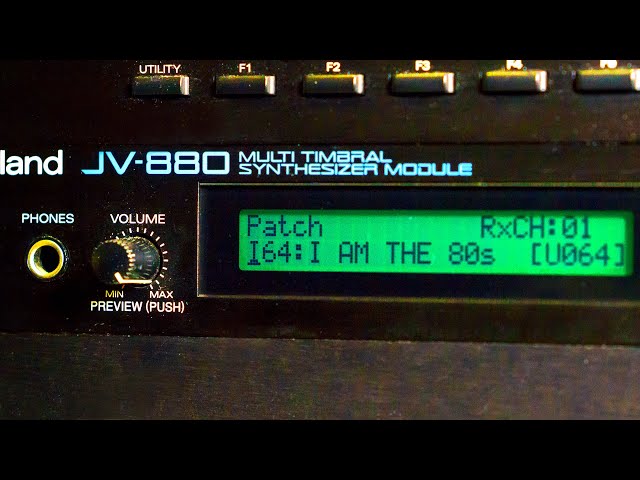 UTILITY F1 F2 F3 F4
land JV-880 MULTI TIMBRAL
SYNTHESIZER MODULE
PHONES VOLUME
MIN MAX
PREVIEW (PUSH)
Patch RxCH:01
I64:I AM THE 80s [U064]